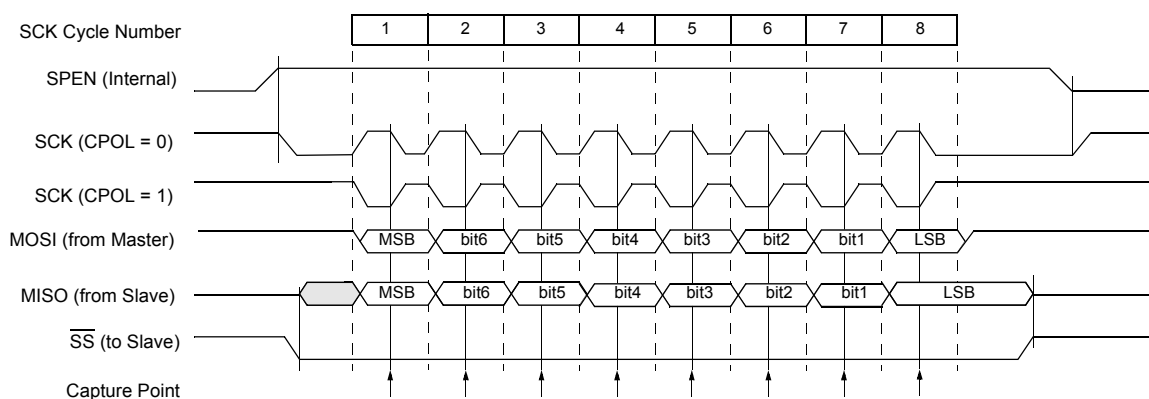 SCK Cycle Number 1 2 3 4 5 6 7 8
SPEN (Internal)
SCK (CPOL = 0)
SCK (CPOL = 1)
MOSI (from Master) MSB bit6 bit5 bit4 bit3 bit2 bit1 LSB
MISO (from Slave) MSB bit6 bit5 bit4 bit3 bit2 bit1 LSB
S̅S̅ (to Slave)
Capture Point